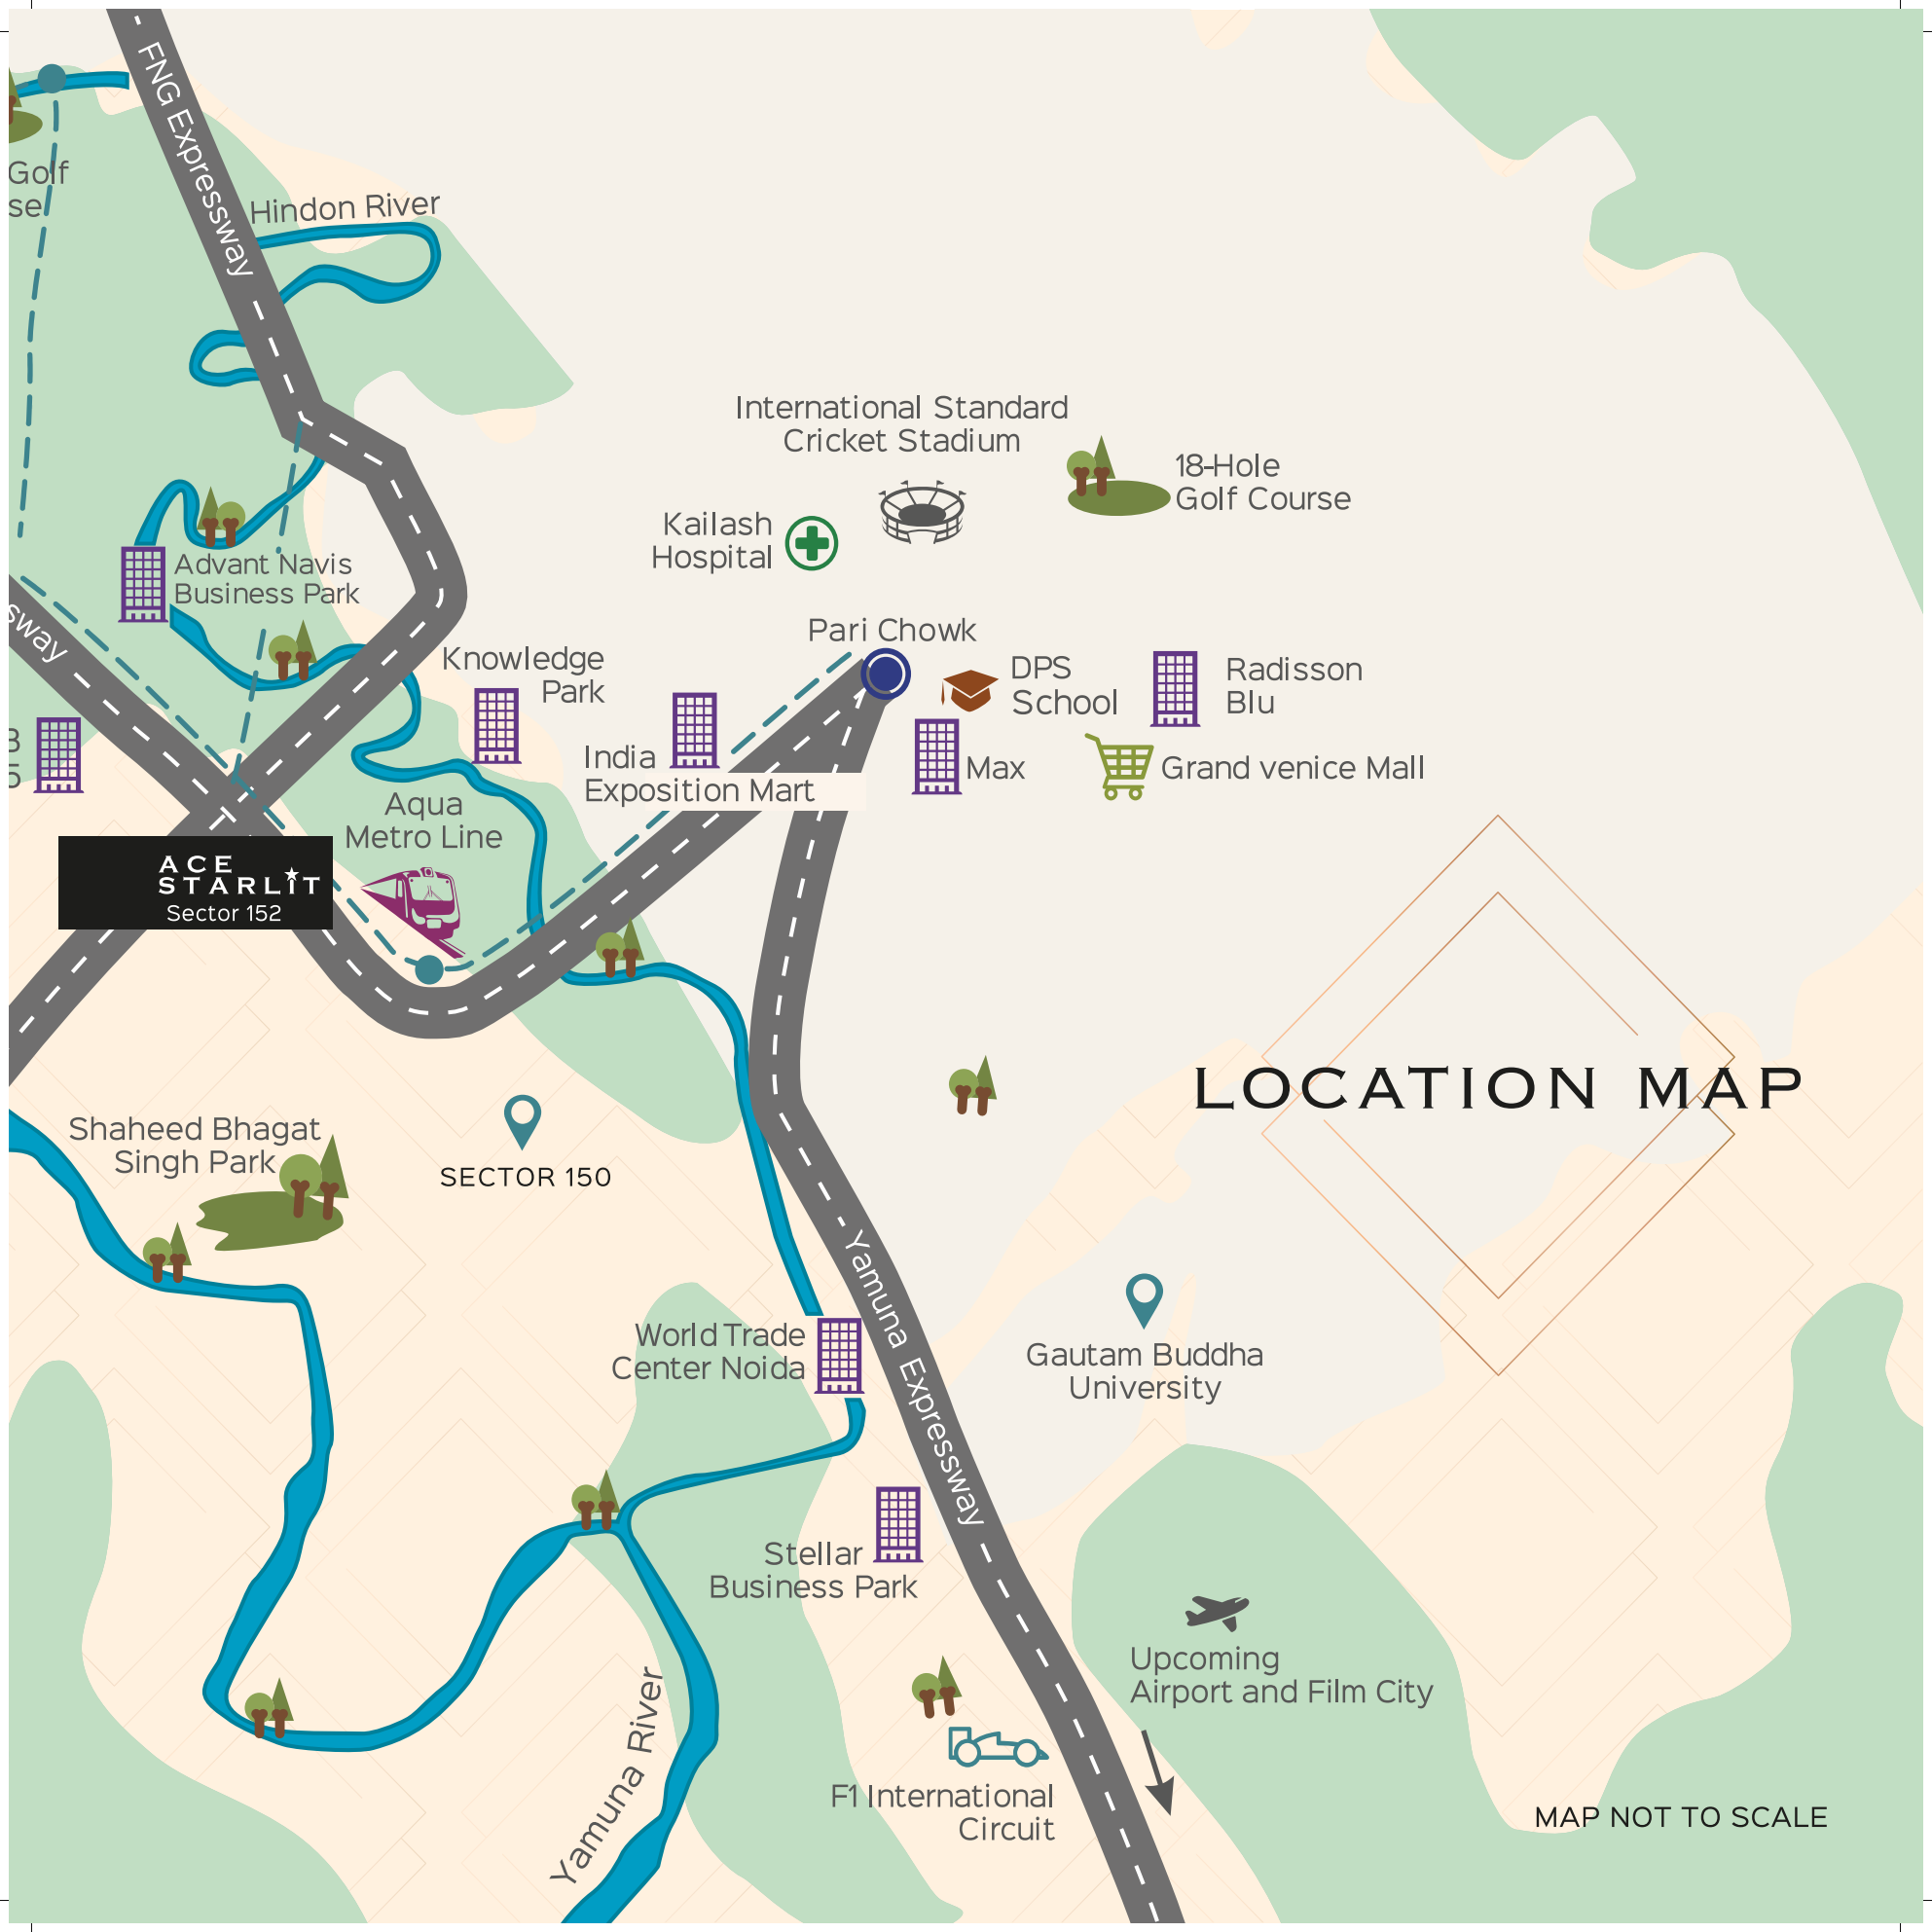 FNG Expressway
Golf
se
Hindon River
International Standard
Cricket Stadium
18-Hole
Golf Course
Kailash
Hospital
Advant Navis
Business Park
sway
Pari Chowk
Knowledge
Park
DPS
School
Radisson
Blu
India
Exposition Mart
Max
Grand venice Mall
5
Aqua
Metro Line
ACE
STARLIT
Sector 152
LOCATION MAP
Shaheed Bhagat
Singh Park
SECTOR 150
Yamuna Expressway
World Trade
Center Noida
Gautam Buddha
University
Stellar
Business Park
Upcoming
Airport and Film City
Yamuna River
F1 International
Circuit
MAP NOT TO SCALE